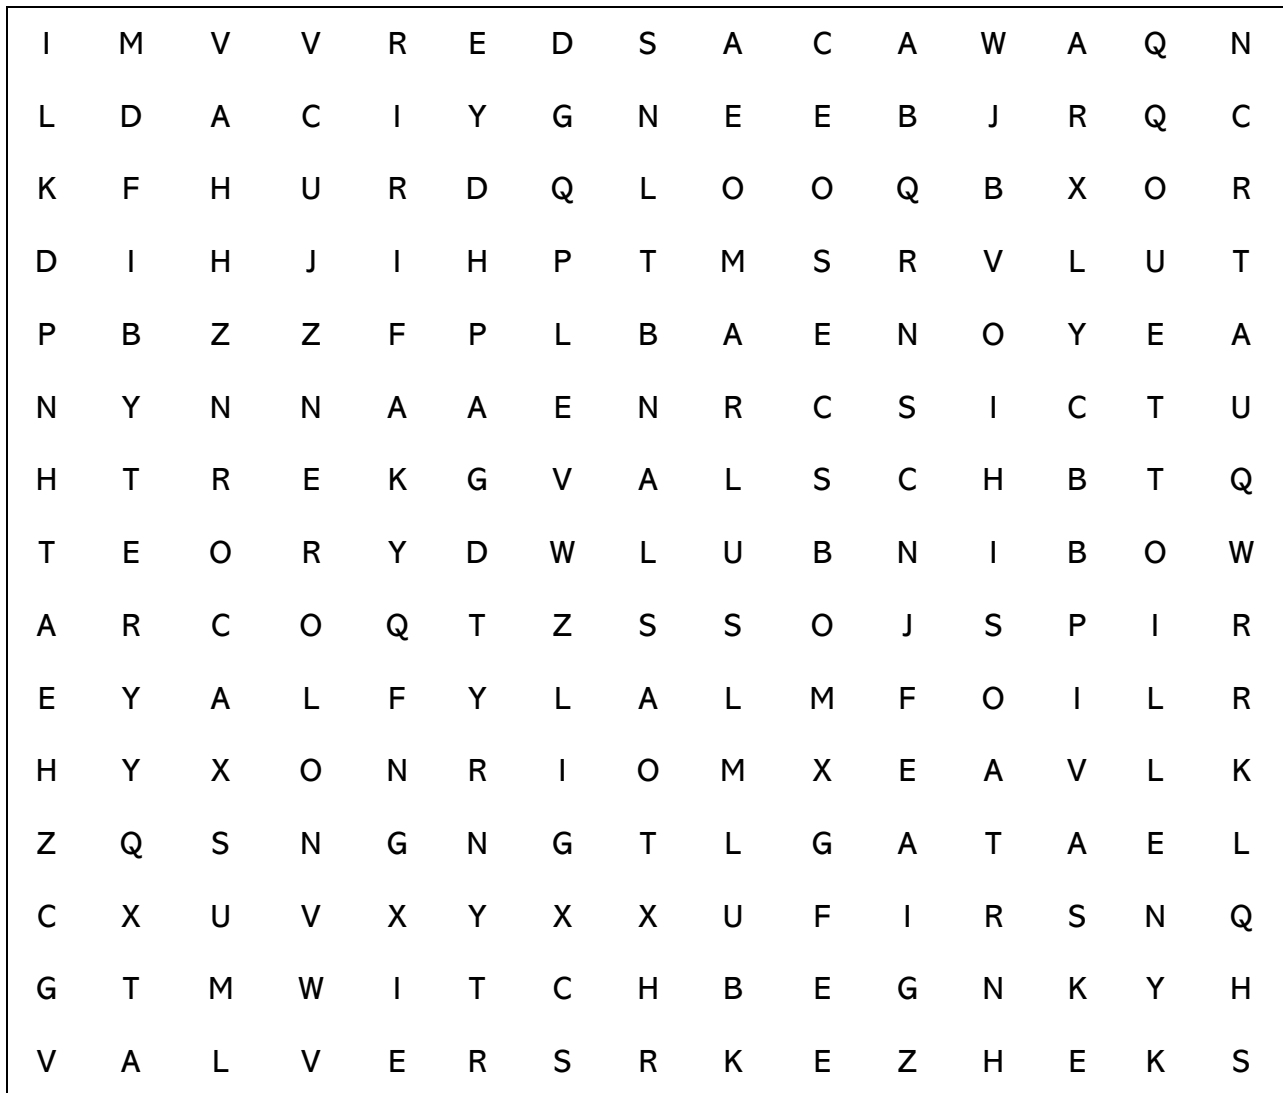 I M V V R E D S A C A W A Q N
L D A C I Y G N E E B J R Q C
K F H U R D Q L O O Q B X O R
D I H J I H P T M S R V L U T
P B Z Z F P L B A E N O Y E A
N Y N N A A E N R C S I C T U
H T R E K G V A L S C H B T Q
T E O R Y D W L U B N I B O W
A R C O Q T Z S S O J S P I R
E Y A L F Y L A L M F O I L R
H Y X O N R I O M X E A V L K
Z Q S N G N G T L G A T A E L
C X U V X Y X X U F I R S N Q
G T M W I T C H B E G N K Y H
V A L V E R S R K E Z H E K S